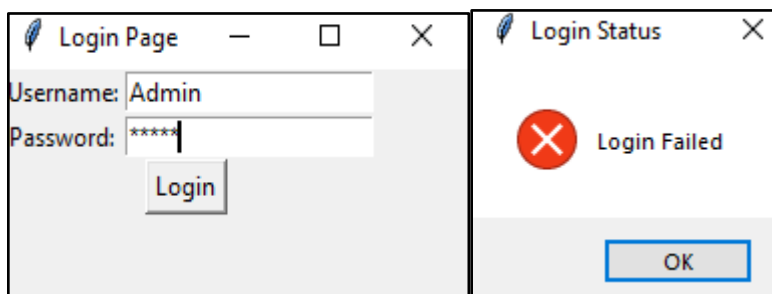 Login Page
Username: Admin
Password: *****
Login
Login Status
Login Failed
OK